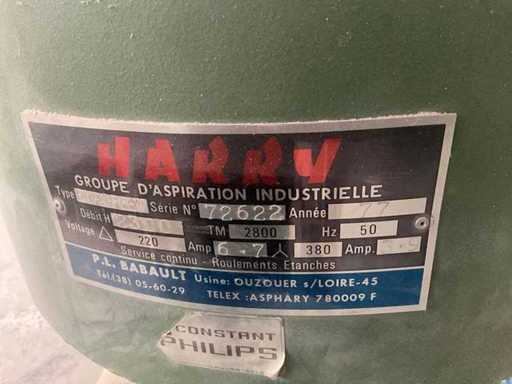 HARRY
GROUPE D'ASPIRATION INDUSTRIELLE
Type Série N° 72622 Année 77
Débit H TM 2800 Hz 50
Voltage △ 220 Amp 6.7 人 380 Amp.
Service continu - Roulements Etanches
P.L. BABAULT Usine: OUZOUER s/LOIRE-45
Tél.(38) 05-60-29 TELEX : ASPHARY 780009 F
CONSTANT
PHILIPS